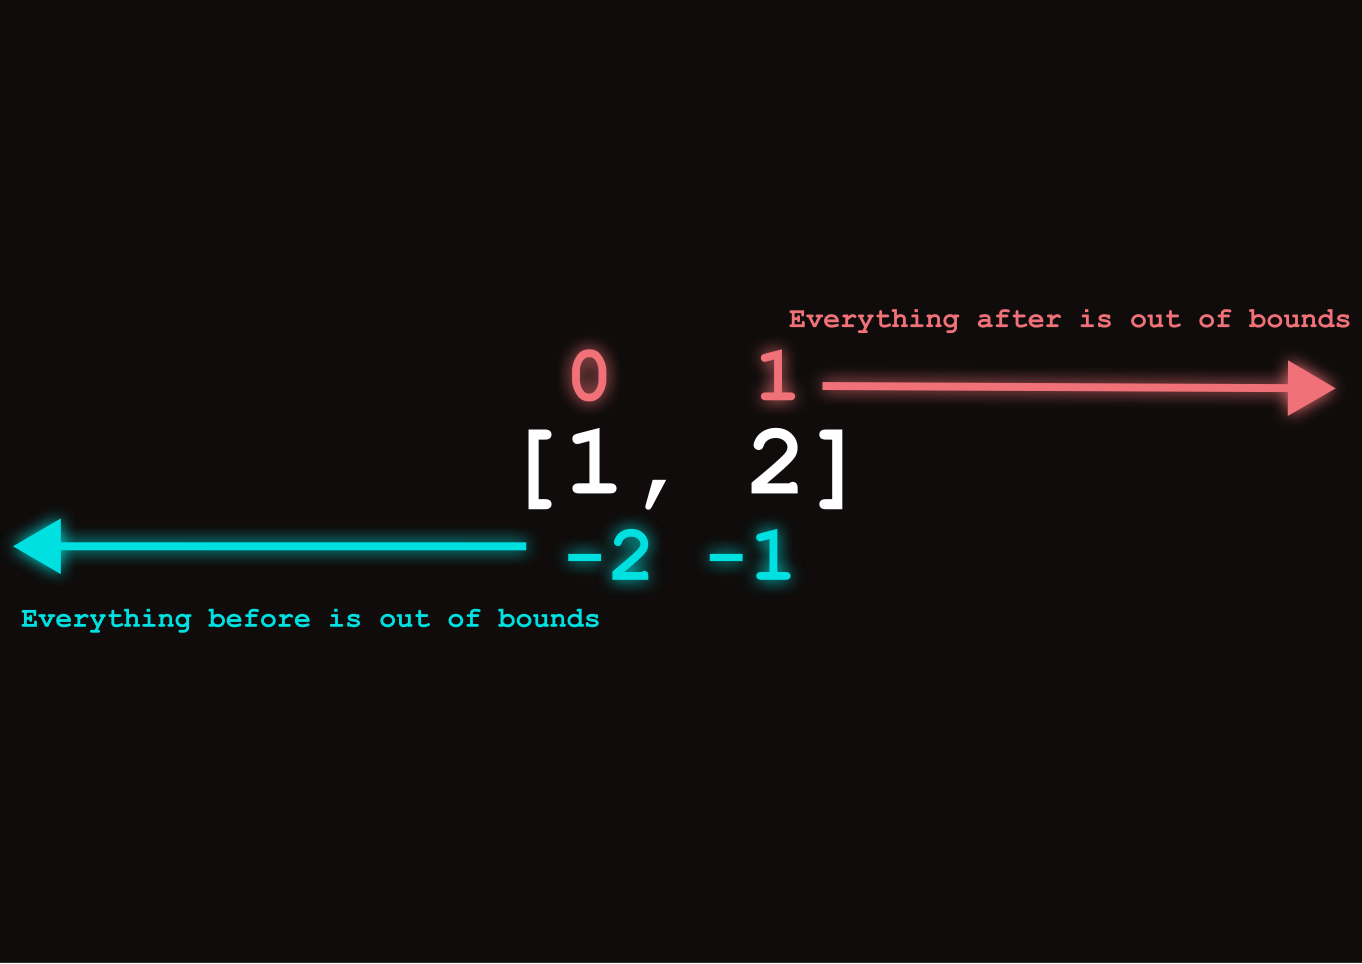 Everything after is out of bounds
0 1
[1, 2]
-2 -1
Everything before is out of bounds